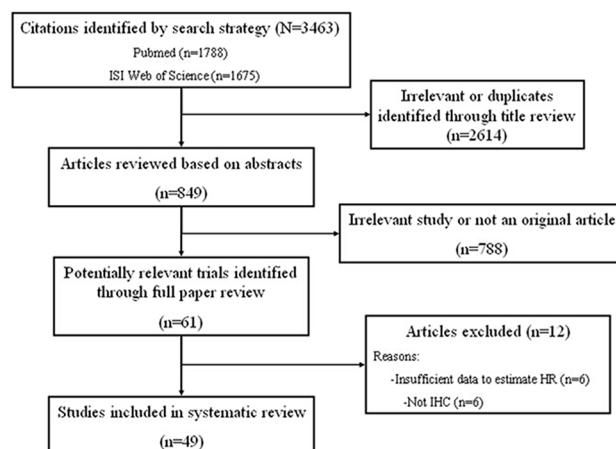 Citations identified by search strategy (N=3463)
Pubmed (n=1788)
ISI Web of Science (n=1675)
Irrelevant or duplicates
identified through title review
(n=2614)
Articles reviewed based on abstracts
(n=849)
Irrelevant study or not an original article
(n=788)
Potentially relevant trials identified
through full paper review
(n=61)
Articles excluded (n=12)
Reasons:
-Insufficient data to estimate HR (n=6)
-Not IHC (n=6)
Studies included in systematic review
(n=49)